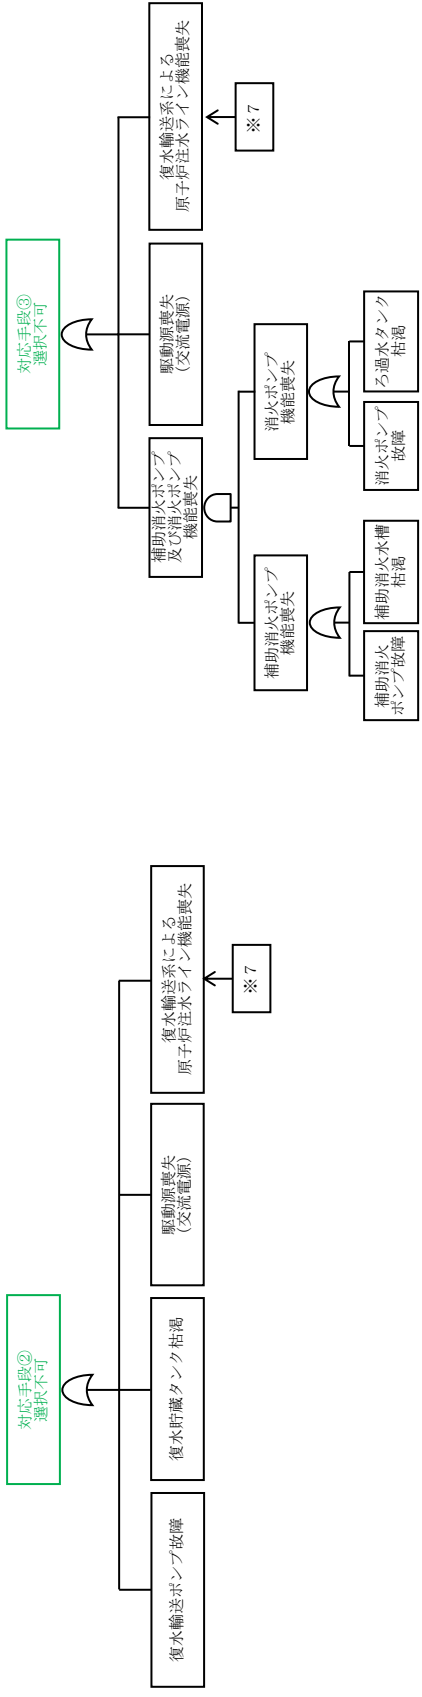 対応手段②
選択不可
復水輸送ポンプ故障
復水貯蔵タンク枯渇
駆動源喪失
(交流電源)
復水輸送系による
原子炉注水ライン機能喪失
※7
対応手段③
選択不可
補助消火ポンプ
及び消火ポンプ
機能喪失
駆動源喪失
(交流電源)
復水輸送系による
原子炉注水ライン機能喪失
※7
補助消火ポンプ
機能喪失
消火ポンプ
機能喪失
補助消火
ポンプ故障
補助消火水槽
枯渇
消火ポンプ
故障
ろ過水タンク
枯渇